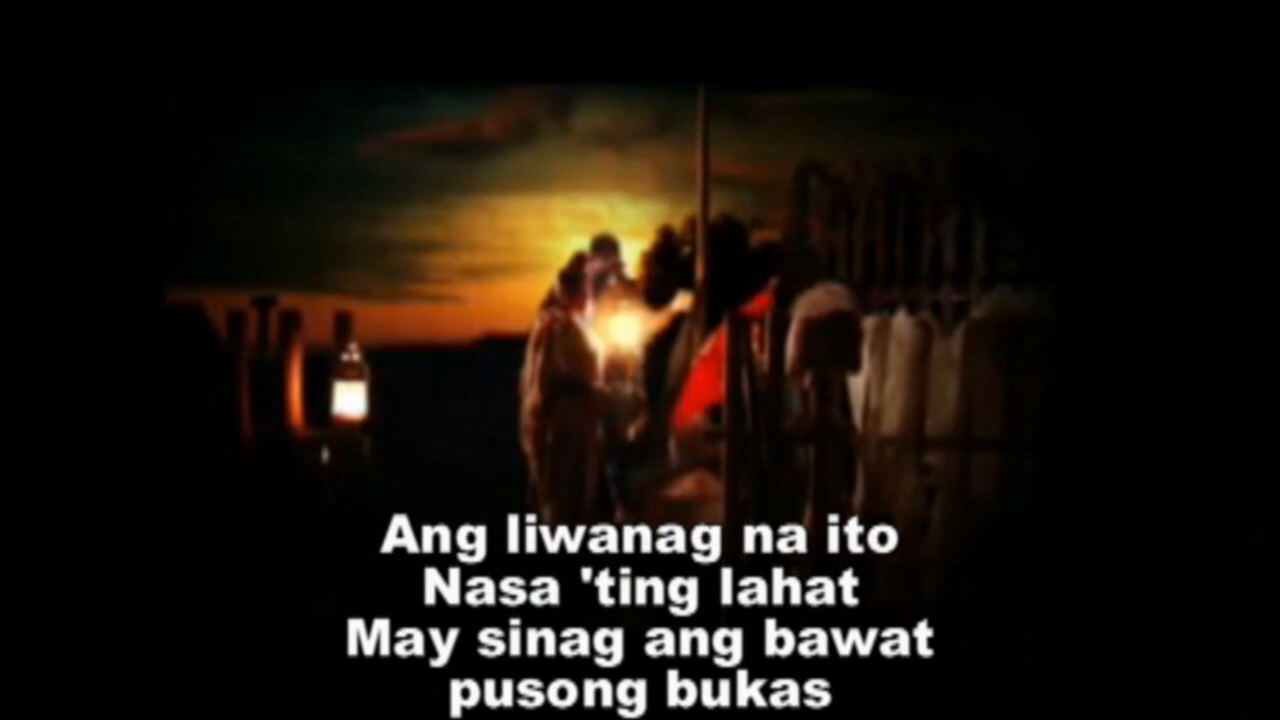 Ang liwanag na ito
Nasa 'ting lahat
May sinag ang bawat
pusong bukas